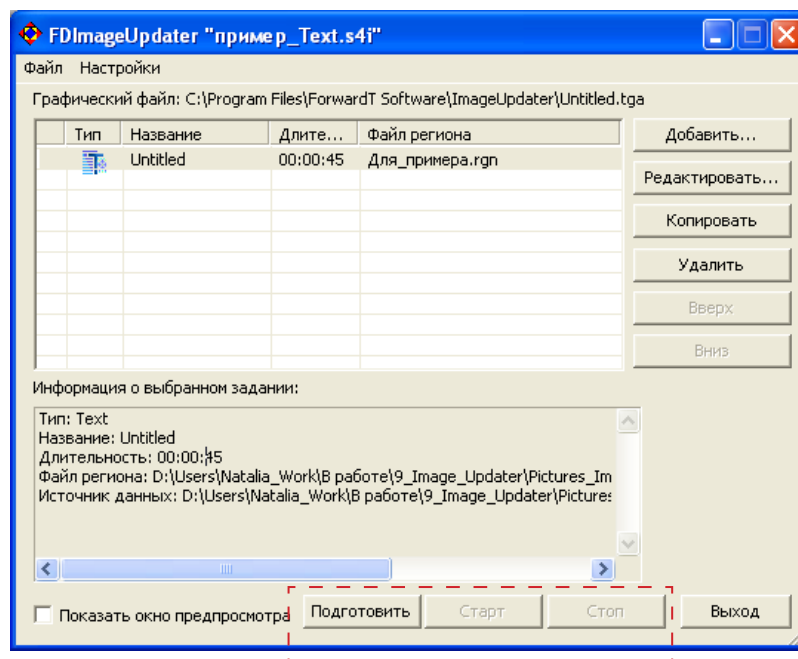 FDImageUpdater "пример_Text.s4i"
Файл Настройки
Графический файл: C:\Program Files\ForwardT Software\ImageUpdater\Untitled.tga
Тип Название Длите... Файл региона
Untitled 00:00:45 Для_примера.rgn
Добавить...
Редактировать...
Копировать
Удалить
Вверх
Вниз
Информация о выбранном задании:
Тип: Text
Название: Untitled
Длительность: 00:00:45
Файл региона: D:\Users\Natalia_Work\В работе\9_Image_Updater\Pictures_Im
Источник данных: D:\Users\Natalia_Work\В работе\9_Image_Updater\Pictures
Показать окно предпросмотра Подготовить Старт Стоп Выход